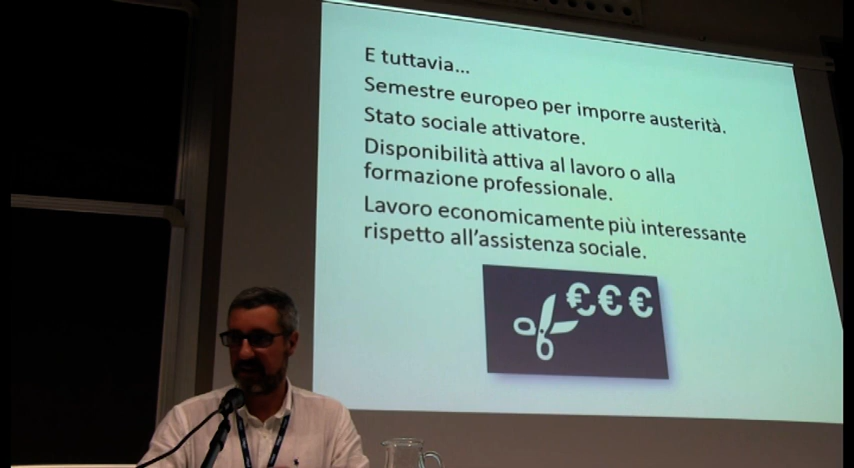 E tuttavia...
Semestre europeo per imporre austerità.
Stato sociale attivatore.
Disponibilità attiva al lavoro o alla
formazione professionale.
Lavoro economicamente più interessante
rispetto all'assistenza sociale.
€€€